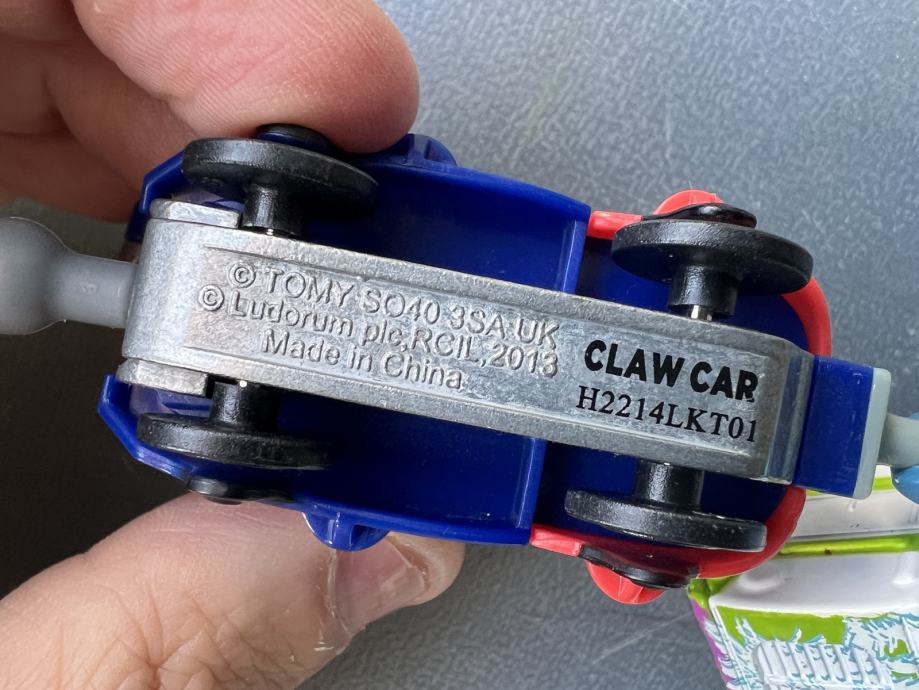 © TOMY SO40 3SA UK
© Ludorum plc,RCIL,2013
Made in China
CLAW CAR
H2214LKT01